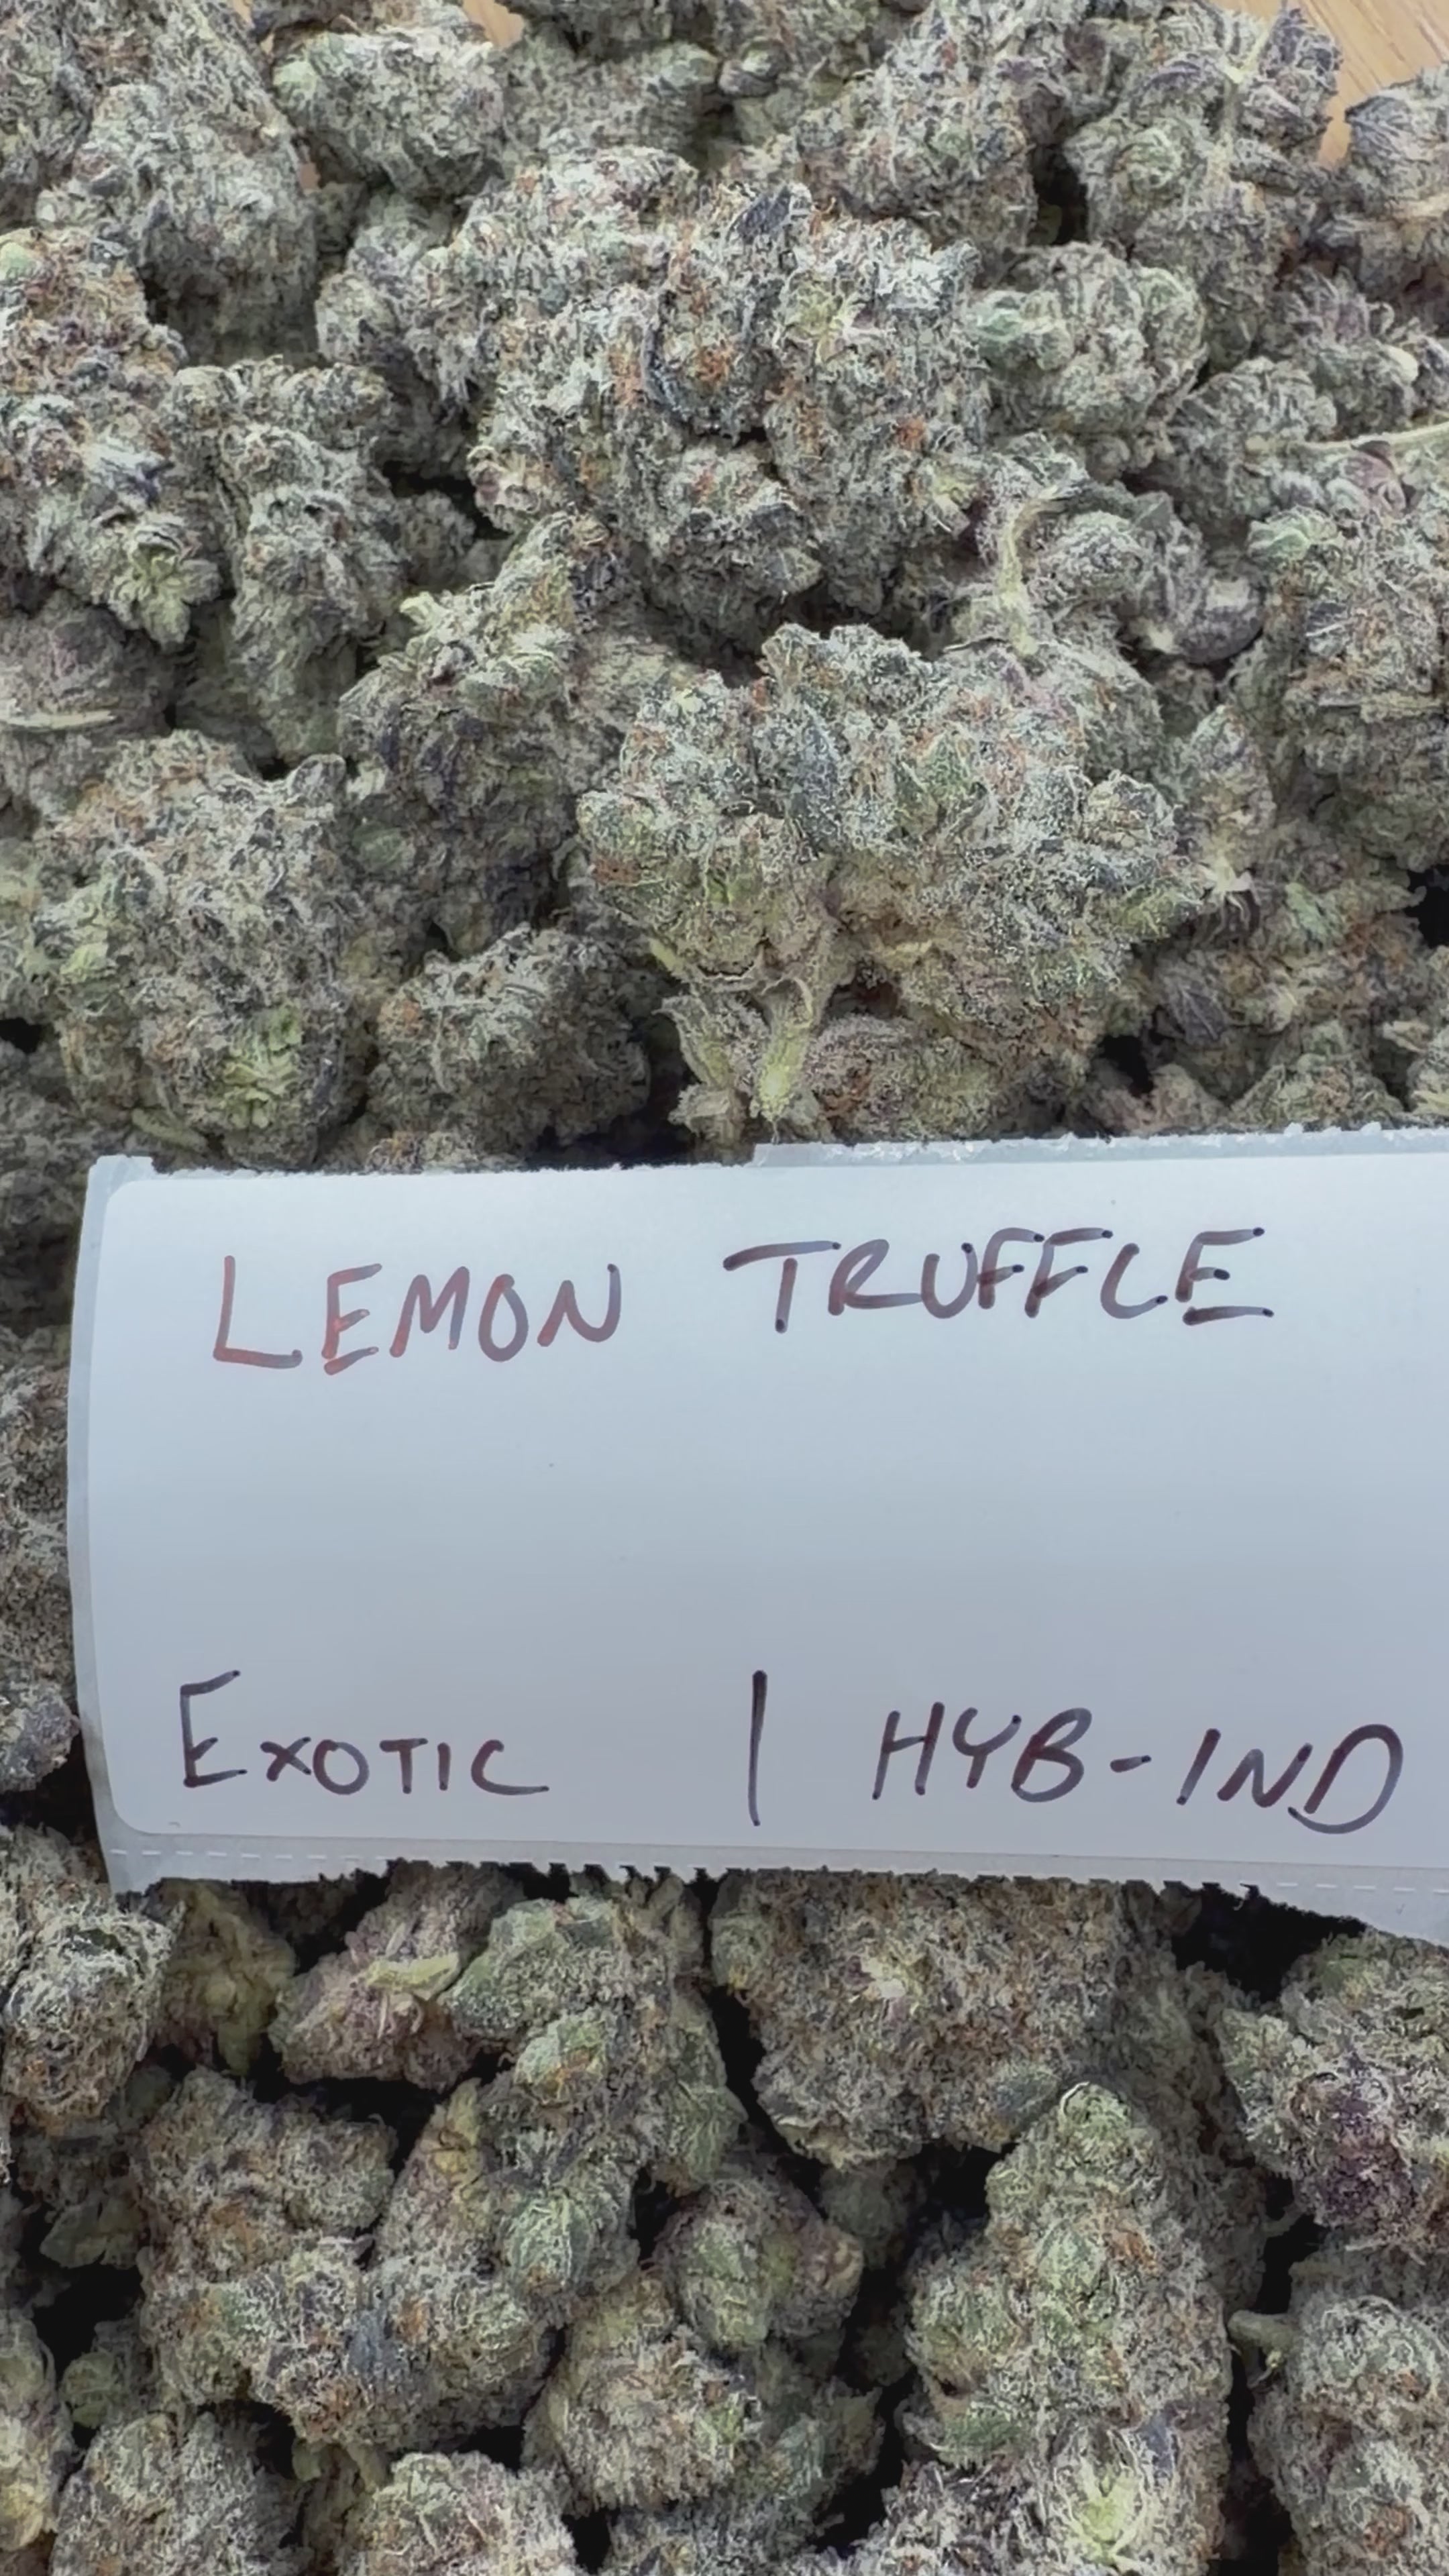 LEMON TRUFFLE
EXOTIC | HYB-IND